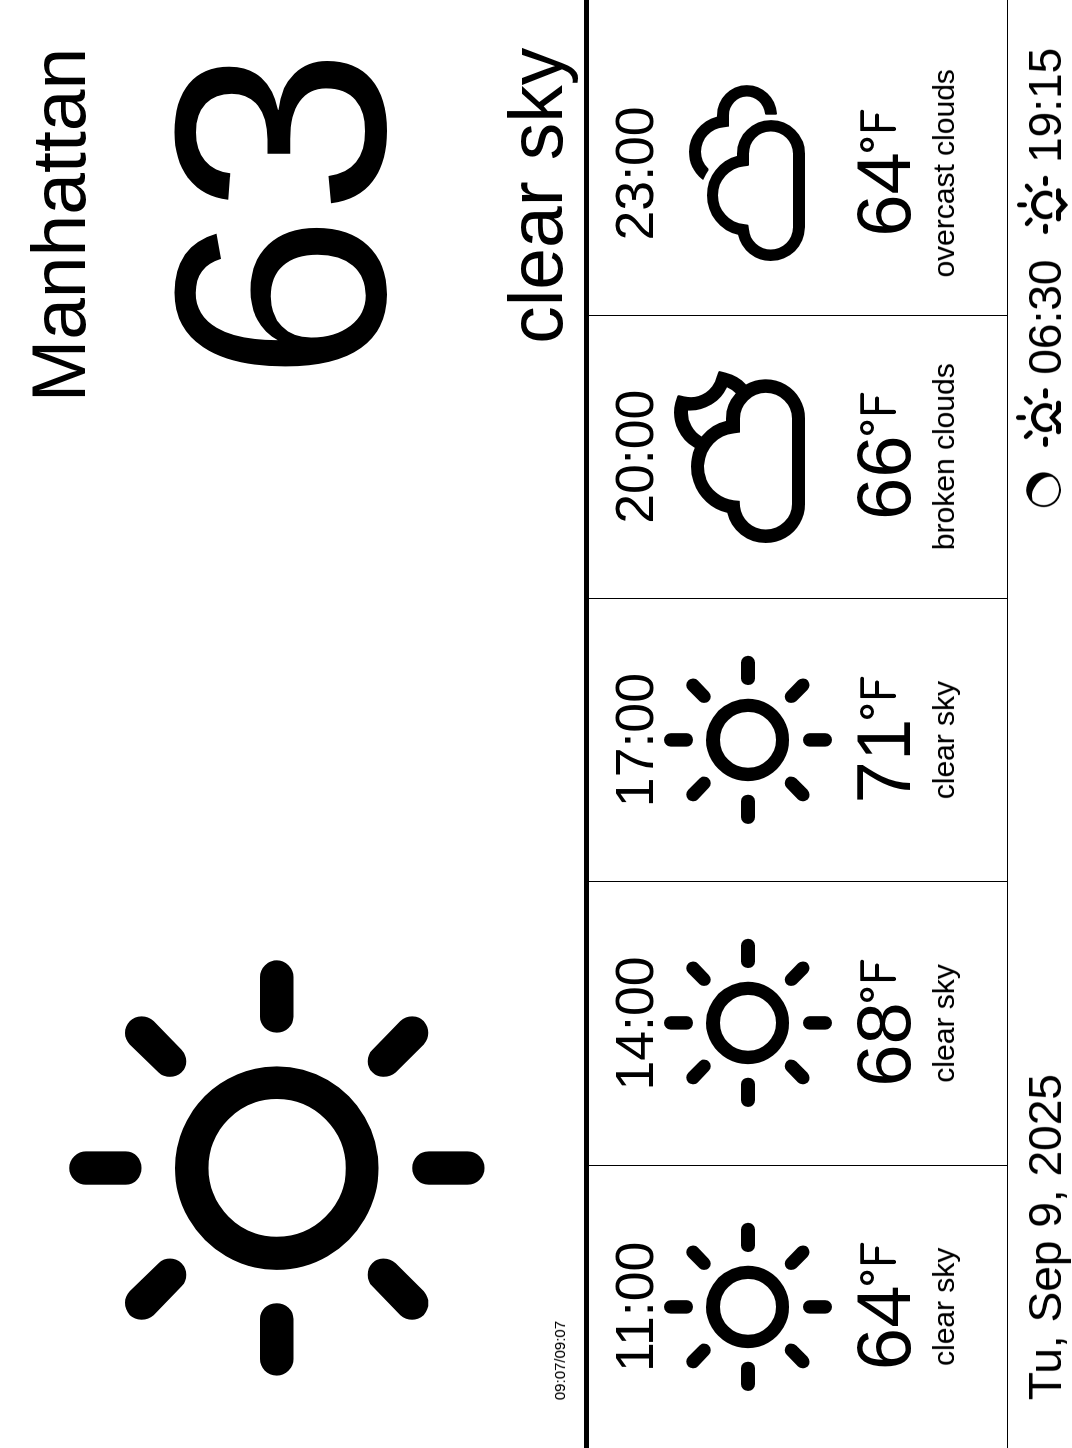 Manhattan
63
clear sky
09:07/09:07
11:00
64°F
clear sky
14:00
68°F
clear sky
17:00
71°F
clear sky
20:00
66°F
broken clouds
23:00
64°F
overcast clouds
Tu, Sep 9, 2025
06:30 19:15